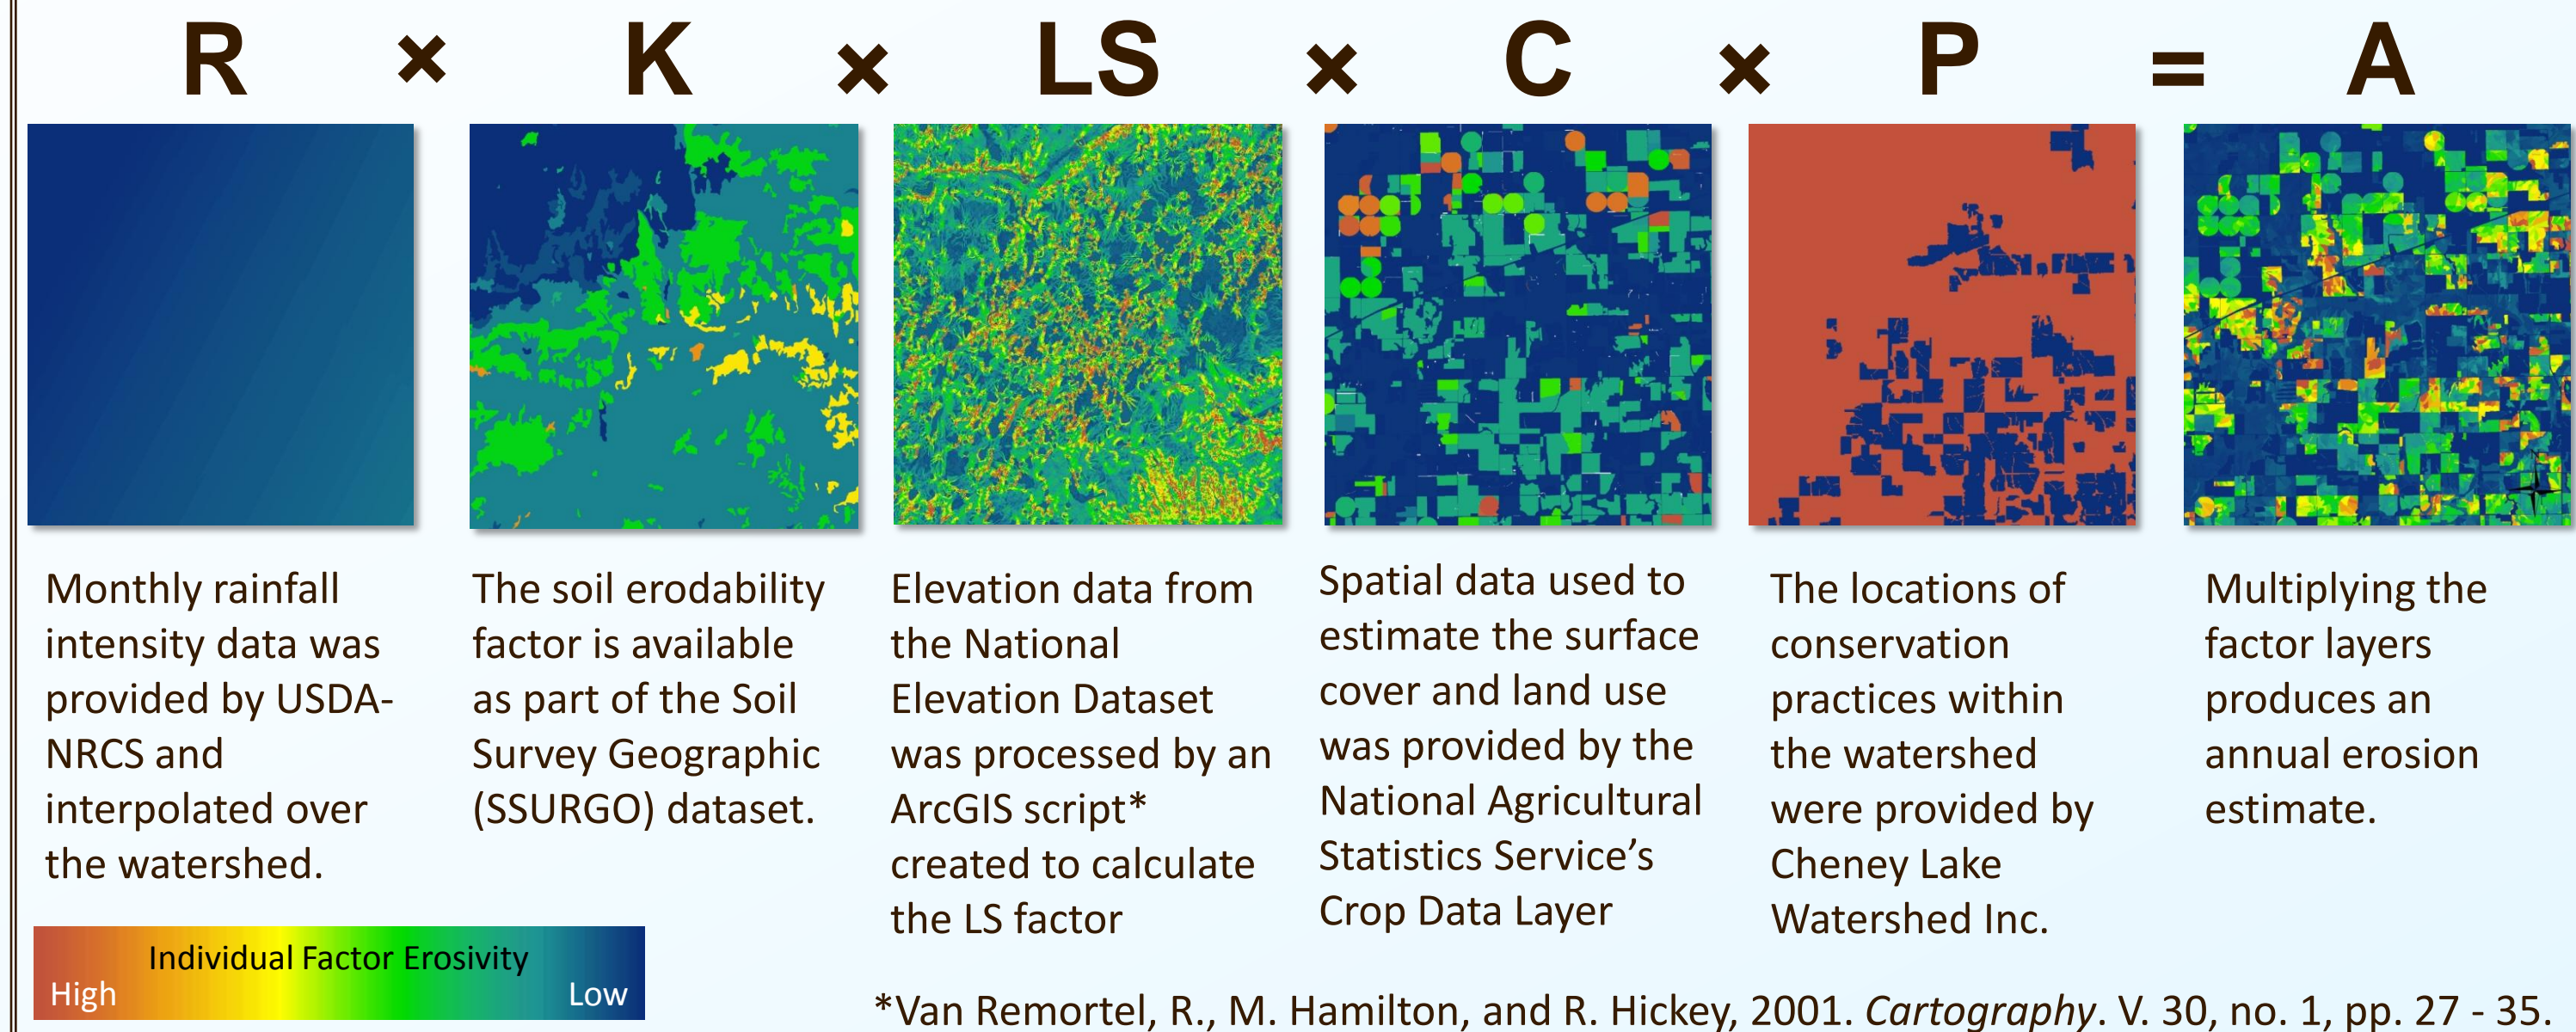 R × K × LS × C × P = A
Monthly rainfall
intensity data was
provided by USDA-
NRCS and
interpolated over
the watershed.
The soil erodability
factor is available
as part of the Soil
Survey Geographic
(SSURGO) dataset.
Elevation data from
the National
Elevation Dataset
was processed by an
ArcGIS script*
created to calculate
the LS factor
Spatial data used to
estimate the surface
cover and land use
was provided by the
National Agricultural
Statistics Service’s
Crop Data Layer
The locations of
conservation
practices within
the watershed
were provided by
Cheney Lake
Watershed Inc.
Multiplying the
factor layers
produces an
annual erosion
estimate.
Individual Factor Erosivity
High Low
*Van Remortel, R., M. Hamilton, and R. Hickey, 2001. Cartography. V. 30, no. 1, pp. 27 - 35.